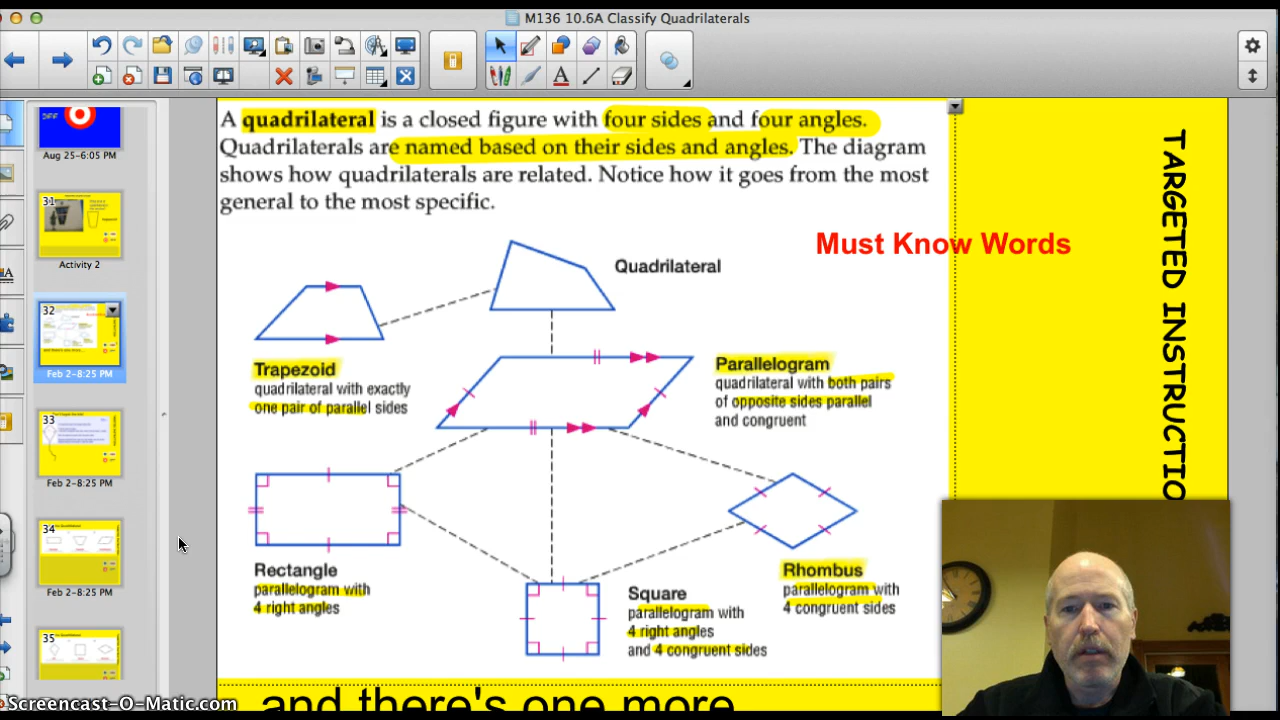 M136 10.6A Classify Quadrilaterals
Aug 25-6:05 PM
31
Activity 2
32
Feb 2-8:25 PM
33
Feb 2-8:25 PM
34
Feb 2-8:25 PM
35
A quadrilateral is a closed figure with four sides and four angles.
Quadrilaterals are named based on their sides and angles. The diagram
shows how quadrilaterals are related. Notice how it goes from the most
general to the most specific.
Must Know Words
TARGETED INSTRUCTIO
Quadrilateral
Trapezoid
quadrilateral with exactly
one pair of parallel sides
Parallelogram
quadrilateral with both pairs
of opposite sides parallel
and congruent
Rectangle
parallelogram with
4 right angles
Square
parallelogram with
4 right angles
and 4 congruent sides
Rhombus
parallelogram with
4 congruent sides
and there's one more
Screencast-O-Matic.com